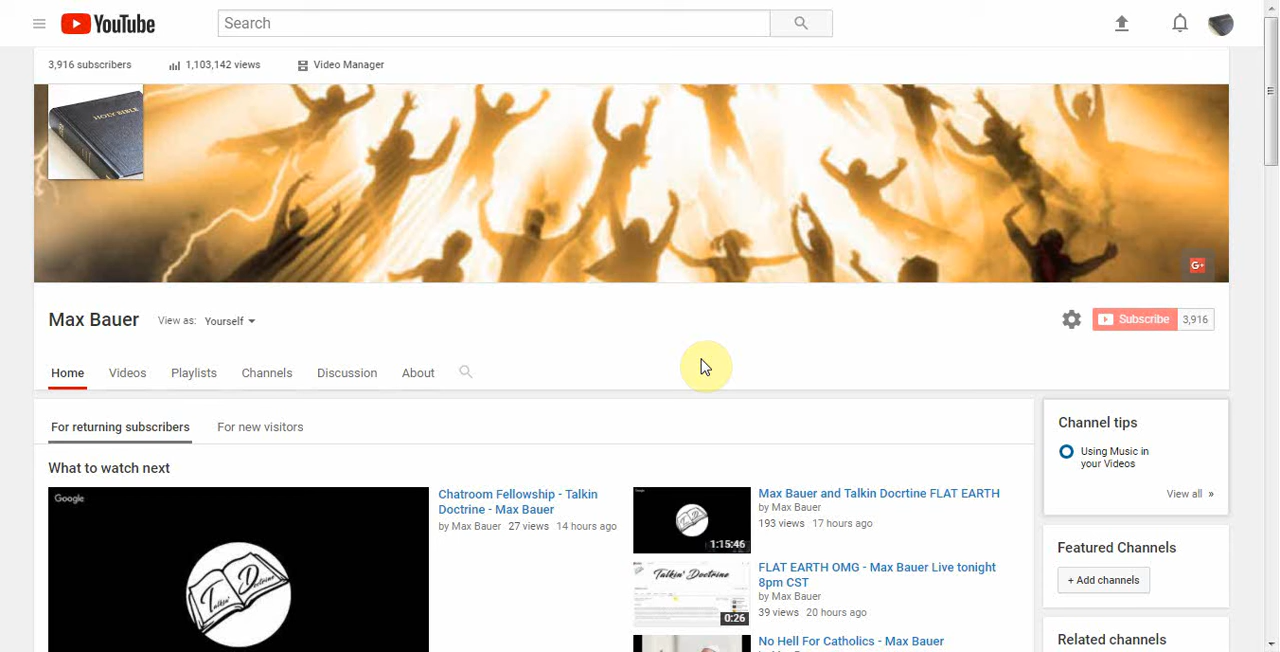 YouTube
Search
3,916 subscribers
1,103,142 views
Video Manager
HOLY BIBLE
G+
Max Bauer
View as: Yourself
Subscribe 3,916
Home Videos Playlists Channels Discussion About
For returning subscribers
For new visitors
What to watch next
Google
Chatroom Fellowship - Talkin
Doctrine - Max Bauer
by Max Bauer 27 views 14 hours ago
Max Bauer and Talkin Docrtine FLAT EARTH
by Max Bauer
193 views 17 hours ago
1:15:46
Talkin' Doctrine
0:26
FLAT EARTH OMG - Max Bauer Live tonight
8pm CST
by Max Bauer
39 views 20 hours ago
No Hell For Catholics - Max Bauer
Channel tips
Using Music in
your Videos
View all »
Featured Channels
+ Add channels
Related channels